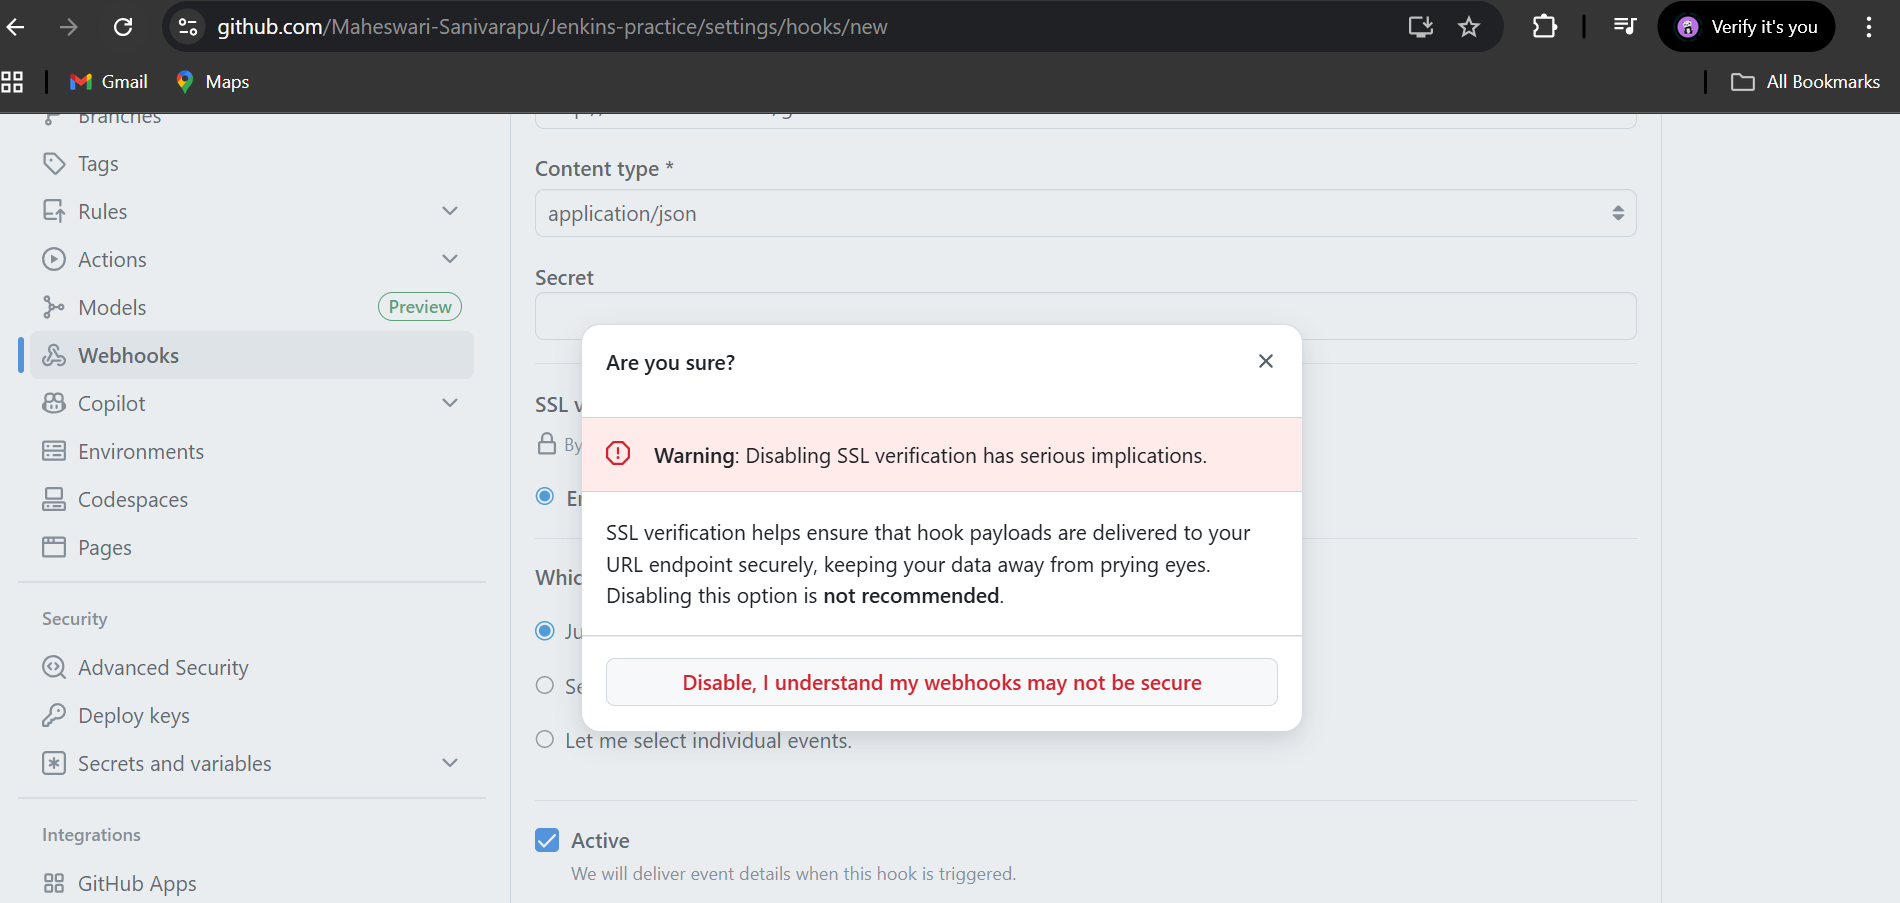 github.com/Maheswari-Sanivarapu/Jenkins-practice/settings/hooks/new
Verify it's you
Gmail
Maps
All Bookmarks
Branches
Tags
Rules
Actions
Models
Preview
Webhooks
Copilot
Environments
Codespaces
Pages
Security
Advanced Security
Deploy keys
Secrets and variables
Integrations
GitHub Apps
Content type *
application/json
Secret
SSL
By
Are you sure?
Warning: Disabling SSL verification has serious implications.
SSL verification helps ensure that hook payloads are delivered to your
URL endpoint securely, keeping your data away from prying eyes.
Disabling this option is not recommended.
Disable, I understand my webhooks may not be secure
Let me select individual events.
Active
We will deliver event details when this hook is triggered.